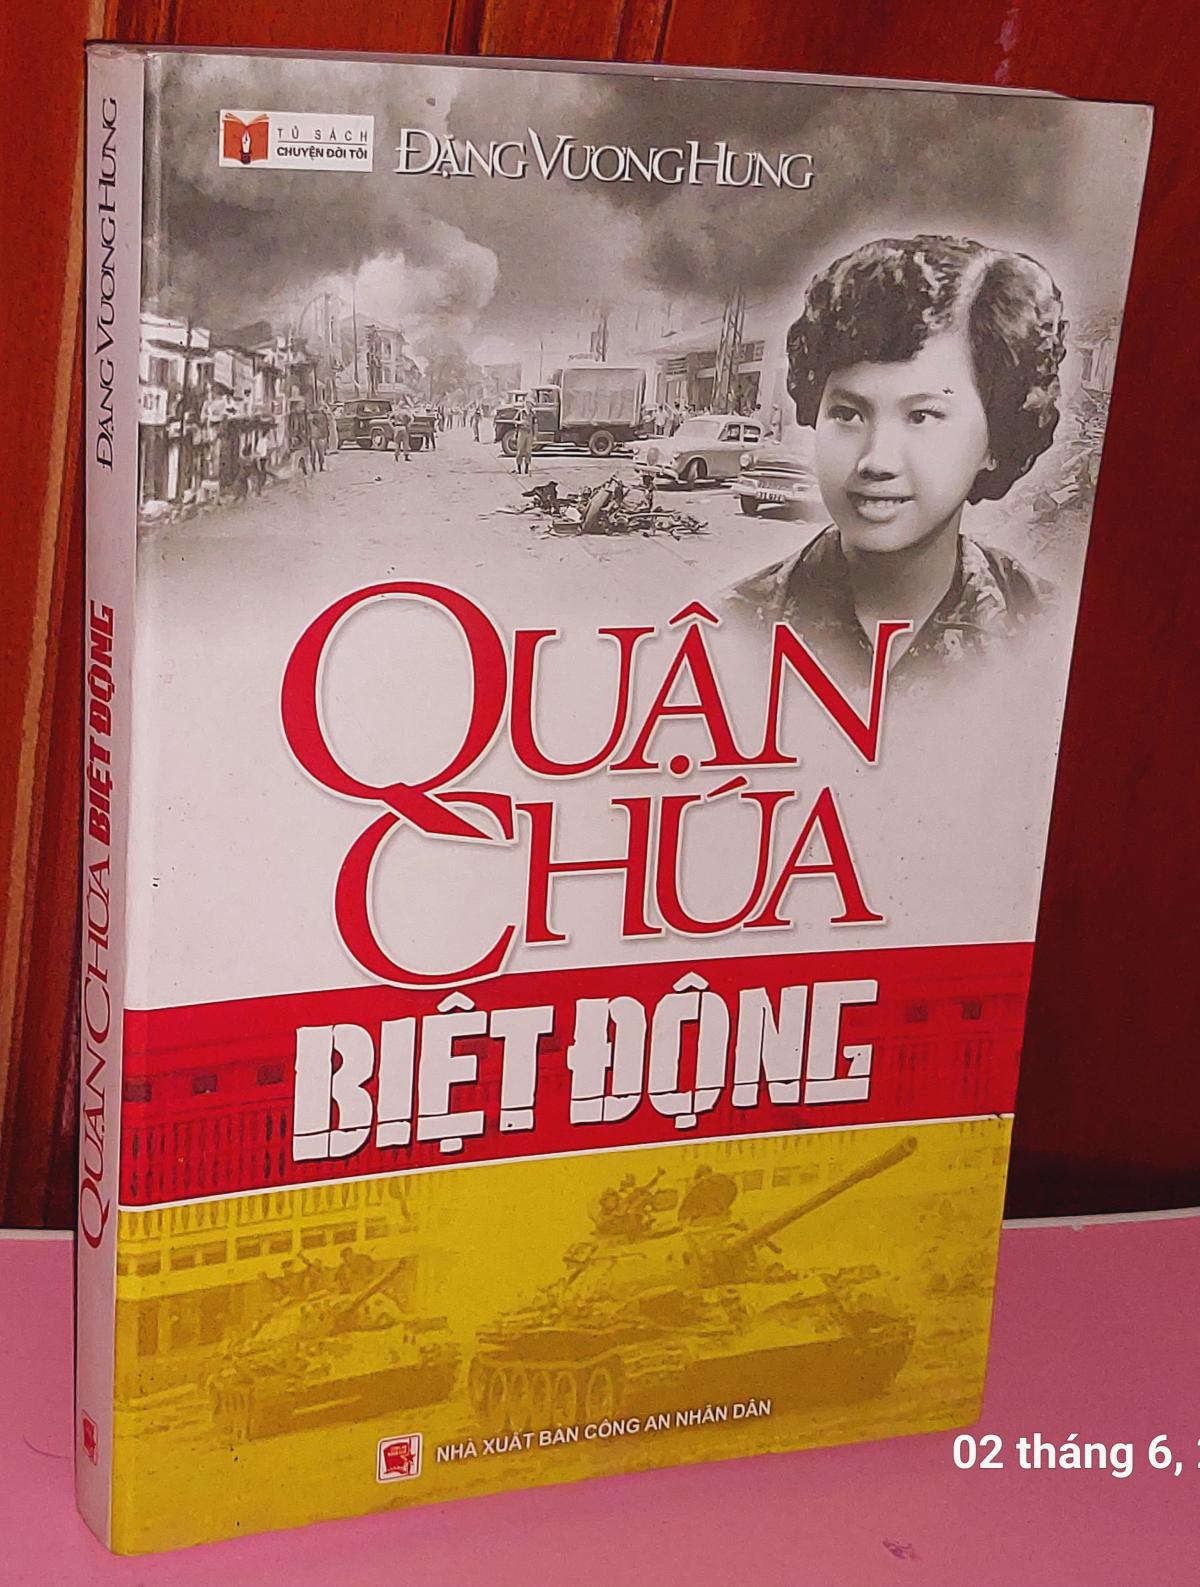 TỦ SÁCH
CHUYỆN ĐỜI TÔI
ĐẶNG VƯƠNG HƯNG
QUẬN
CHÚA
BIỆT ĐỘNG
NHÀ XUẤT BẢN CÔNG AN NHÂN DÂN
ĐẶNG VƯƠNG HƯNG
QUẬN CHÚA BIỆT ĐỘNG
02 tháng 6,